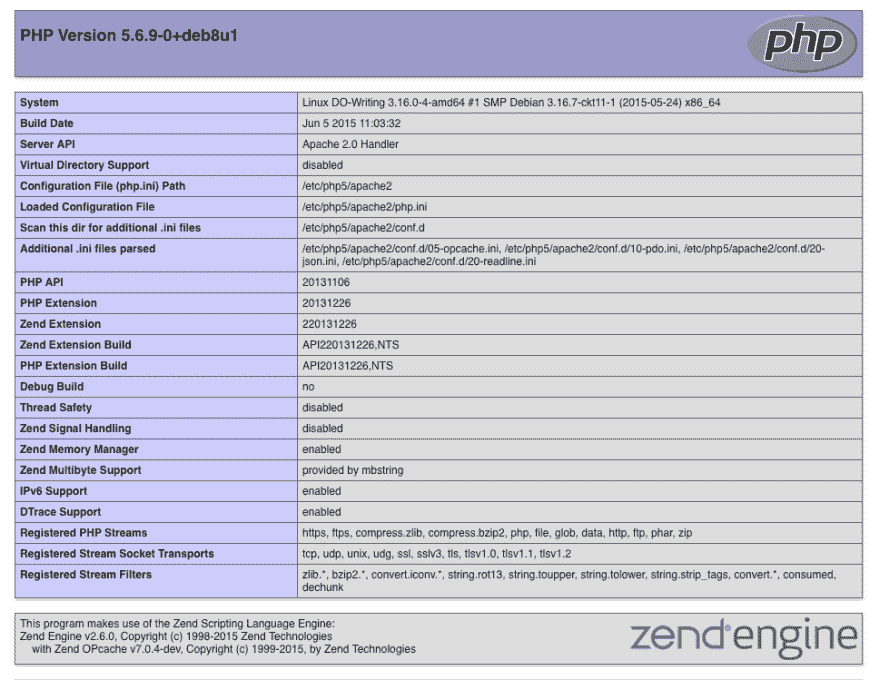 PHP Version 5.6.9-0+deb8u1
php
System Linux DO-Writing 3.16.0-4-amd64 #1 SMP Debian 3.16.7-ckt11-1 (2015-05-24) x86_64
Build Date Jun 5 2015 11:03:32
Server API Apache 2.0 Handler
Virtual Directory Support disabled
Configuration File (php.ini) Path /etc/php5/apache2
Loaded Configuration File /etc/php5/apache2/php.ini
Scan this dir for additional .ini files /etc/php5/apache2/conf.d
Additional .ini files parsed /etc/php5/apache2/conf.d/05-opcache.ini, /etc/php5/apache2/conf.d/10-pdo.ini, /etc/php5/apache2/conf.d/20-
json.ini, /etc/php5/apache2/conf.d/20-readline.ini
PHP API 20131106
PHP Extension 20131226
Zend Extension 220131226
Zend Extension Build API220131226,NTS
PHP Extension Build API20131226,NTS
Debug Build no
Thread Safety disabled
Zend Signal Handling disabled
Zend Memory Manager enabled
Zend Multibyte Support provided by mbstring
IPv6 Support enabled
DTrace Support enabled
Registered PHP Streams https, ftps, compress.zlib, compress.bzip2, php, file, glob, data, http, ftp, phar, zip
Registered Stream Socket Transports tcp, udp, unix, udg, ssl, sslv3, tls, tlsv1.0, tlsv1.1, tlsv1.2
Registered Stream Filters zlib.*, bzip2.*, convert.iconv.*, string.rot13, string.toupper, string.tolower, string.strip_tags, convert.*, consumed,
dechunk
This program makes use of the Zend Scripting Language Engine:
Zend Engine v2.6.0, Copyright (c) 1998-2015 Zend Technologies
with Zend OPcache v7.0.4-dev, Copyright (c) 1999-2015, by Zend Technologies
zend engine